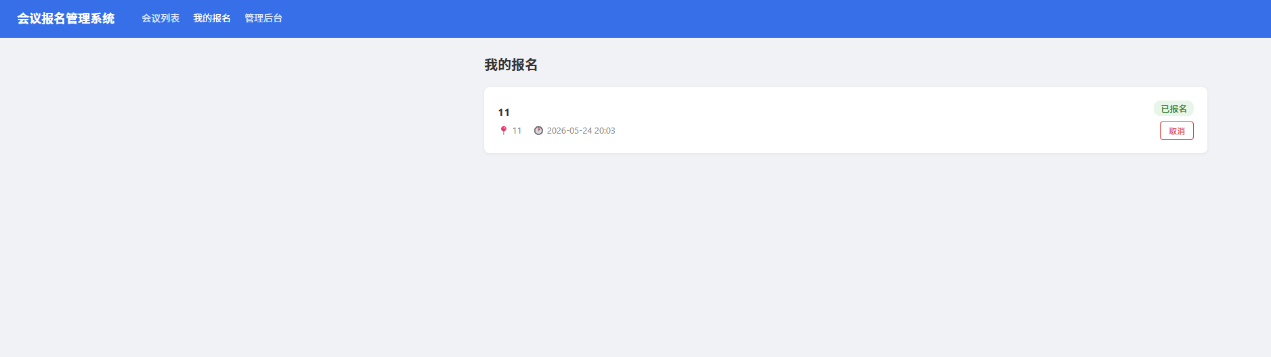 会议报名管理系统 会议列表 我的报名 管理后台
我的报名
11
已报名
11 2026-05-24 20:03
取消